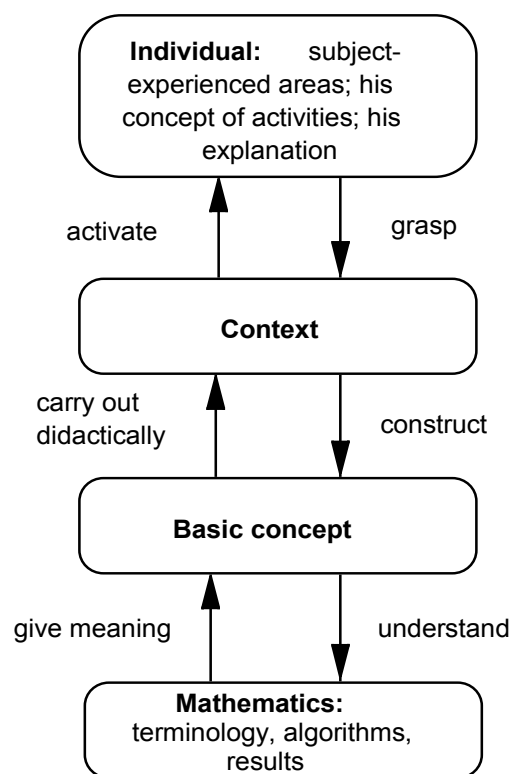 Individual: subject-
experienced areas; his
concept of activities; his
explanation
activate
grasp
Context
carry out
didactically
construct
Basic concept
give meaning
understand
Mathematics:
terminology, algorithms,
results